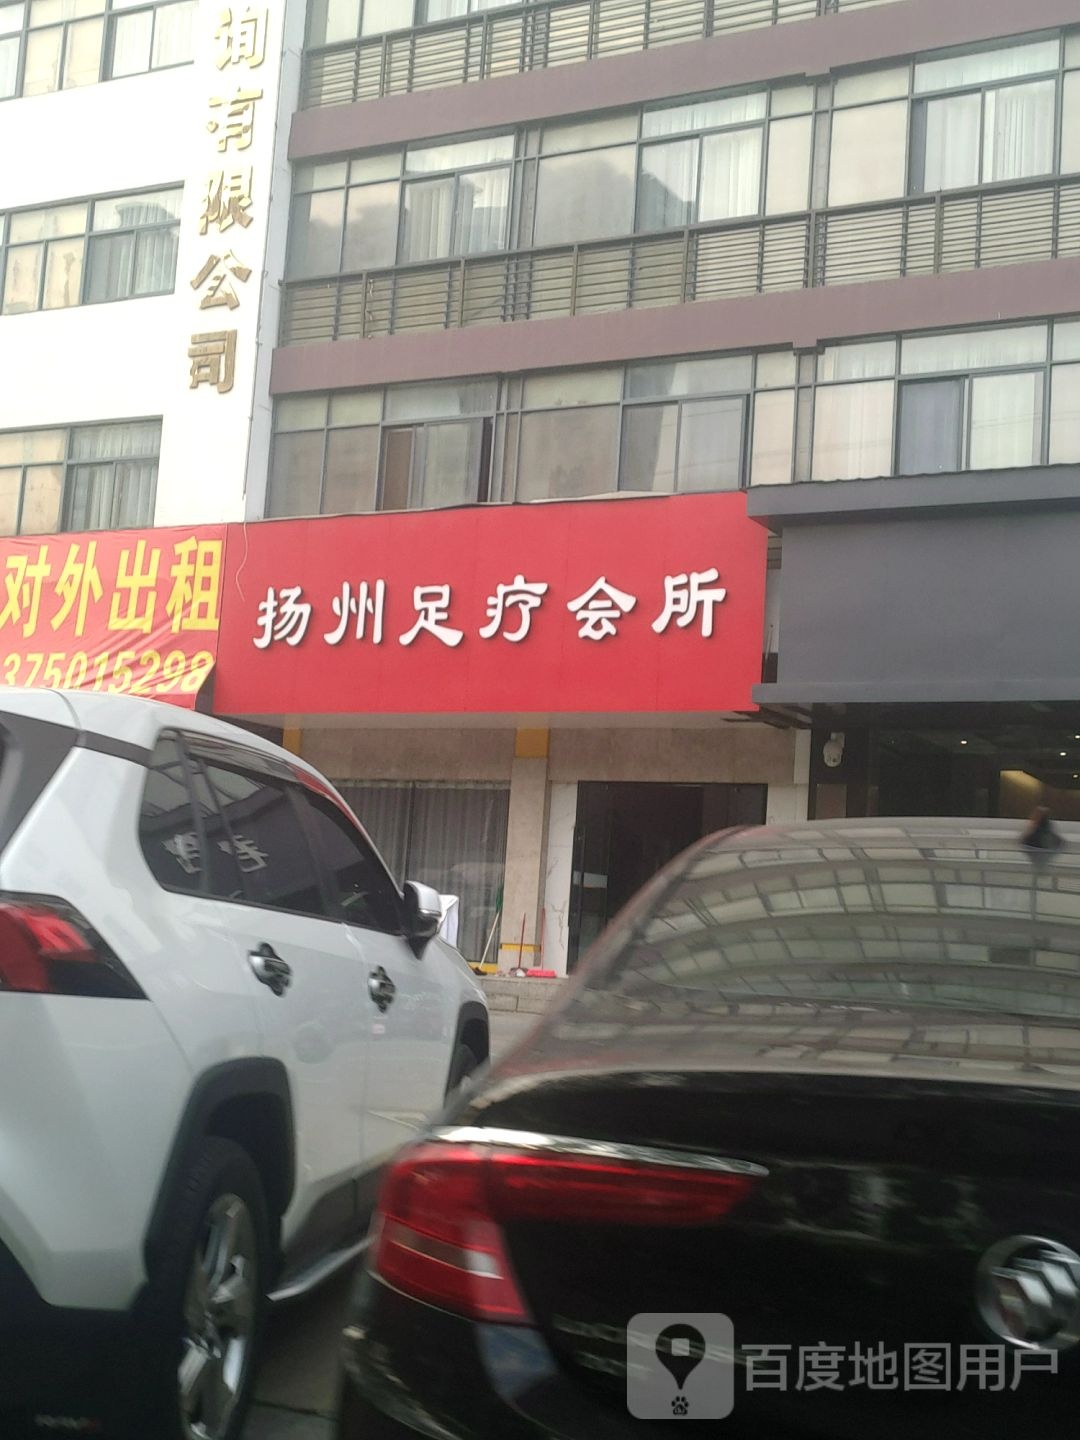 询有限公司
对外出租
375015298
扬州足疗会所
百度地图用户